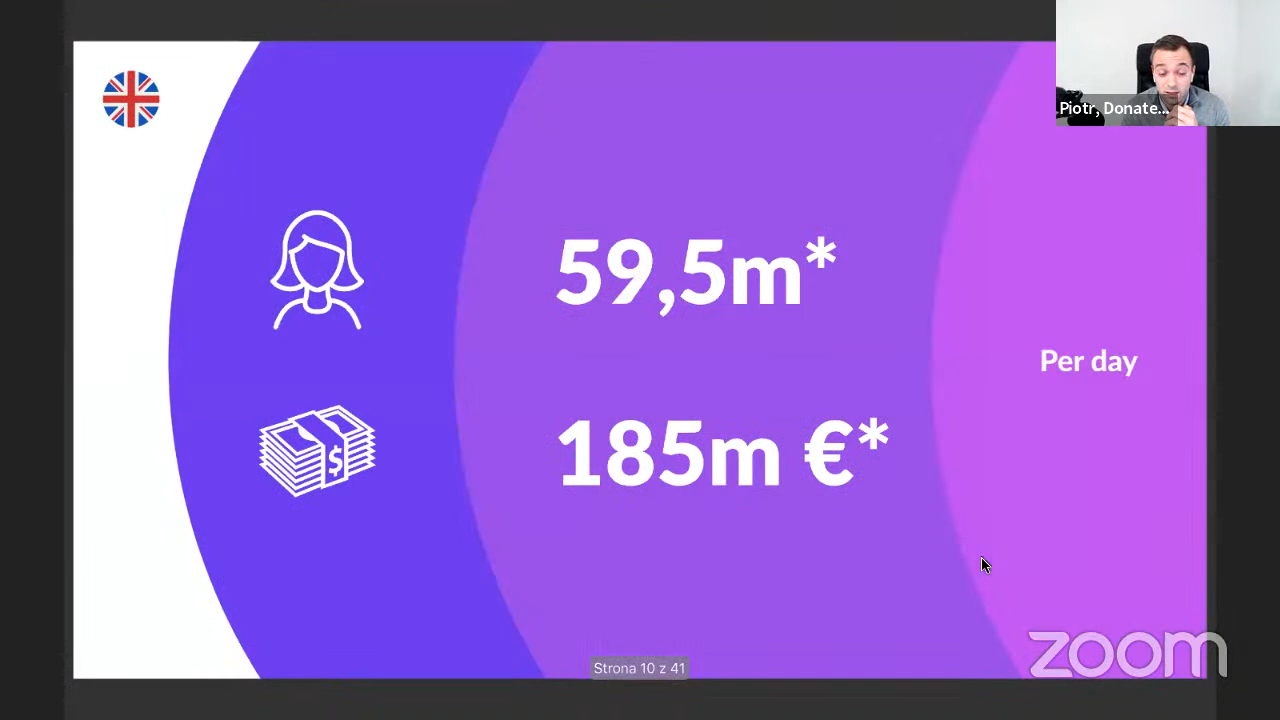 Piotr, Donate...
59,5m*
Per day
$
185m €*
Strona 10 z 41
zoom